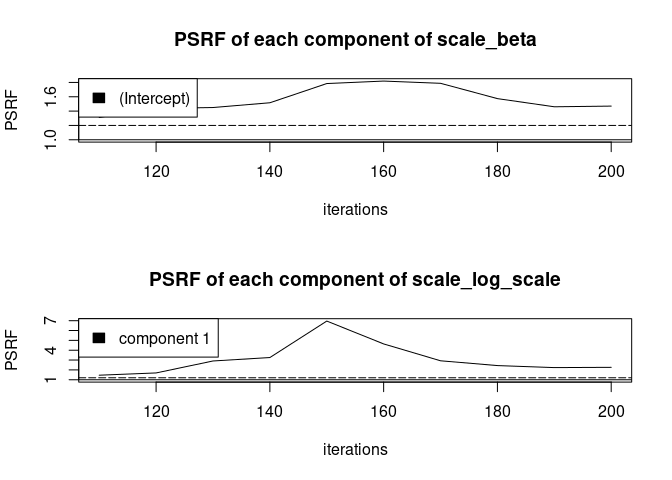 PSRF of each component of scale_beta
PSRF
1.0 1.6
(Intercept)
120 140 160 180 200
iterations
PSRF of each component of scale_log_scale
PSRF
1 4 7
component 1
120 140 160 180 200
iterations